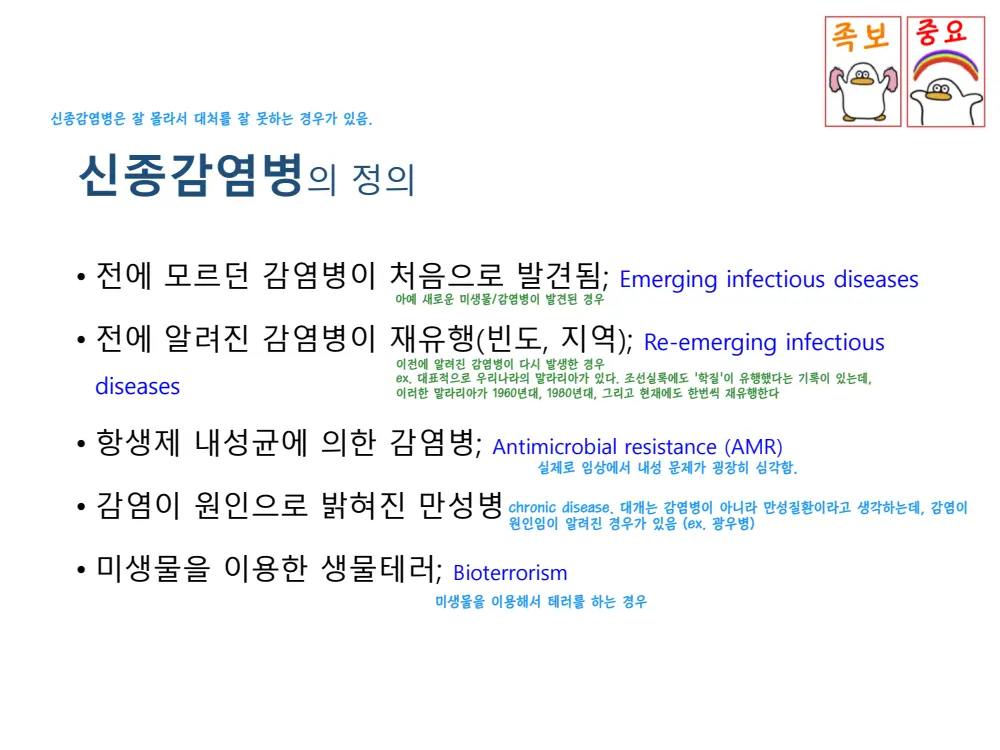 족보 중요
신종감염병은 잘 몰라서 대처를 잘 못하는 경우가 있음.
신종감염병의 정의
• 전에 모르던 감염병이 처음으로 발견됨; Emerging infectious diseases
아예 새로운 미생물/감염병이 발견된 경우
• 전에 알려진 감염병이 재유행(빈도, 지역); Re-emerging infectious
diseases
이전에 알려진 감염병이 다시 발생한 경우
ex. 대표적으로 우리나라의 말라리아가 있다. 조선실록에도 '학질'이 유행했다는 기록이 있는데,
이러한 말라리아가 1960년대, 1980년대, 그리고 현재에도 한번씩 재유행한다
• 항생제 내성균에 의한 감염병; Antimicrobial resistance (AMR)
실제로 임상에서 내성 문제가 굉장히 심각함.
• 감염이 원인으로 밝혀진 만성병 chronic disease. 대개는 감염병이 아니라 만성질환이라고 생각하는데, 감염이
원인임이 알려진 경우가 있음 (ex. 광우병)
• 미생물을 이용한 생물테러; Bioterrorism
미생물을 이용해서 테러를 하는 경우